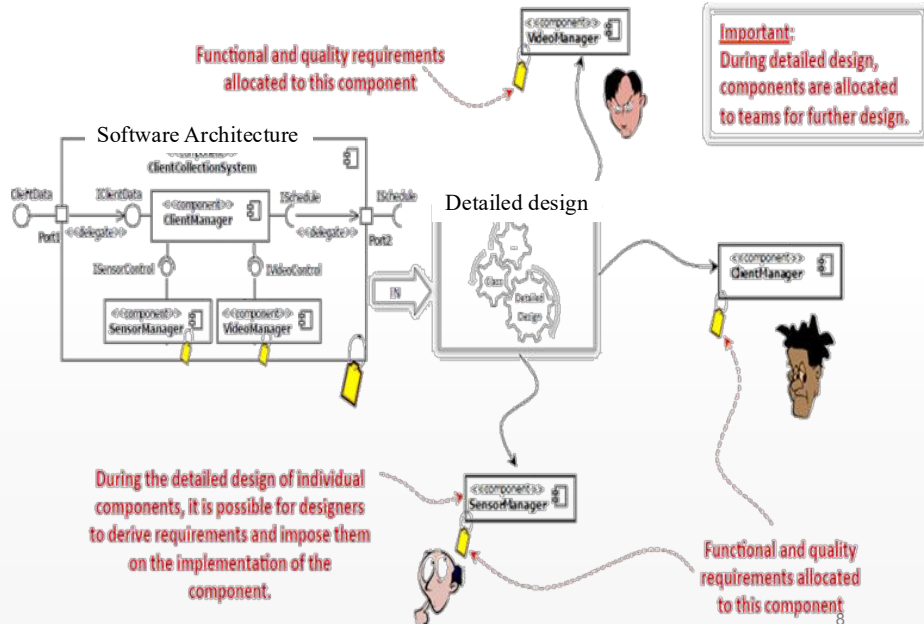 <<component>>
VideoManager
Functional and quality requirements
allocated to this component
Important:
During detailed design,
components are allocated
to teams for further design.
Software Architecture
<<component>>
ClientCollectionSystem
ClientData
IClientData
<<component>>
ClientManager
ISchedule
ISchedule
Port1
<<delegate>>
<<delegate>>
Port2
ISensorControl
IVideoControl
<<component>>
SensorManager
<<component>>
VideoManager
IN
Detailed design
...
Class
Detailed
Design
<<component>>
ClientManager
During the detailed design of individual
components, it is possible for designers
to derive requirements and impose them
on the implementation of the
component.
<<component>>
SensorManager
Functional and quality
requirements allocated
to this component
8